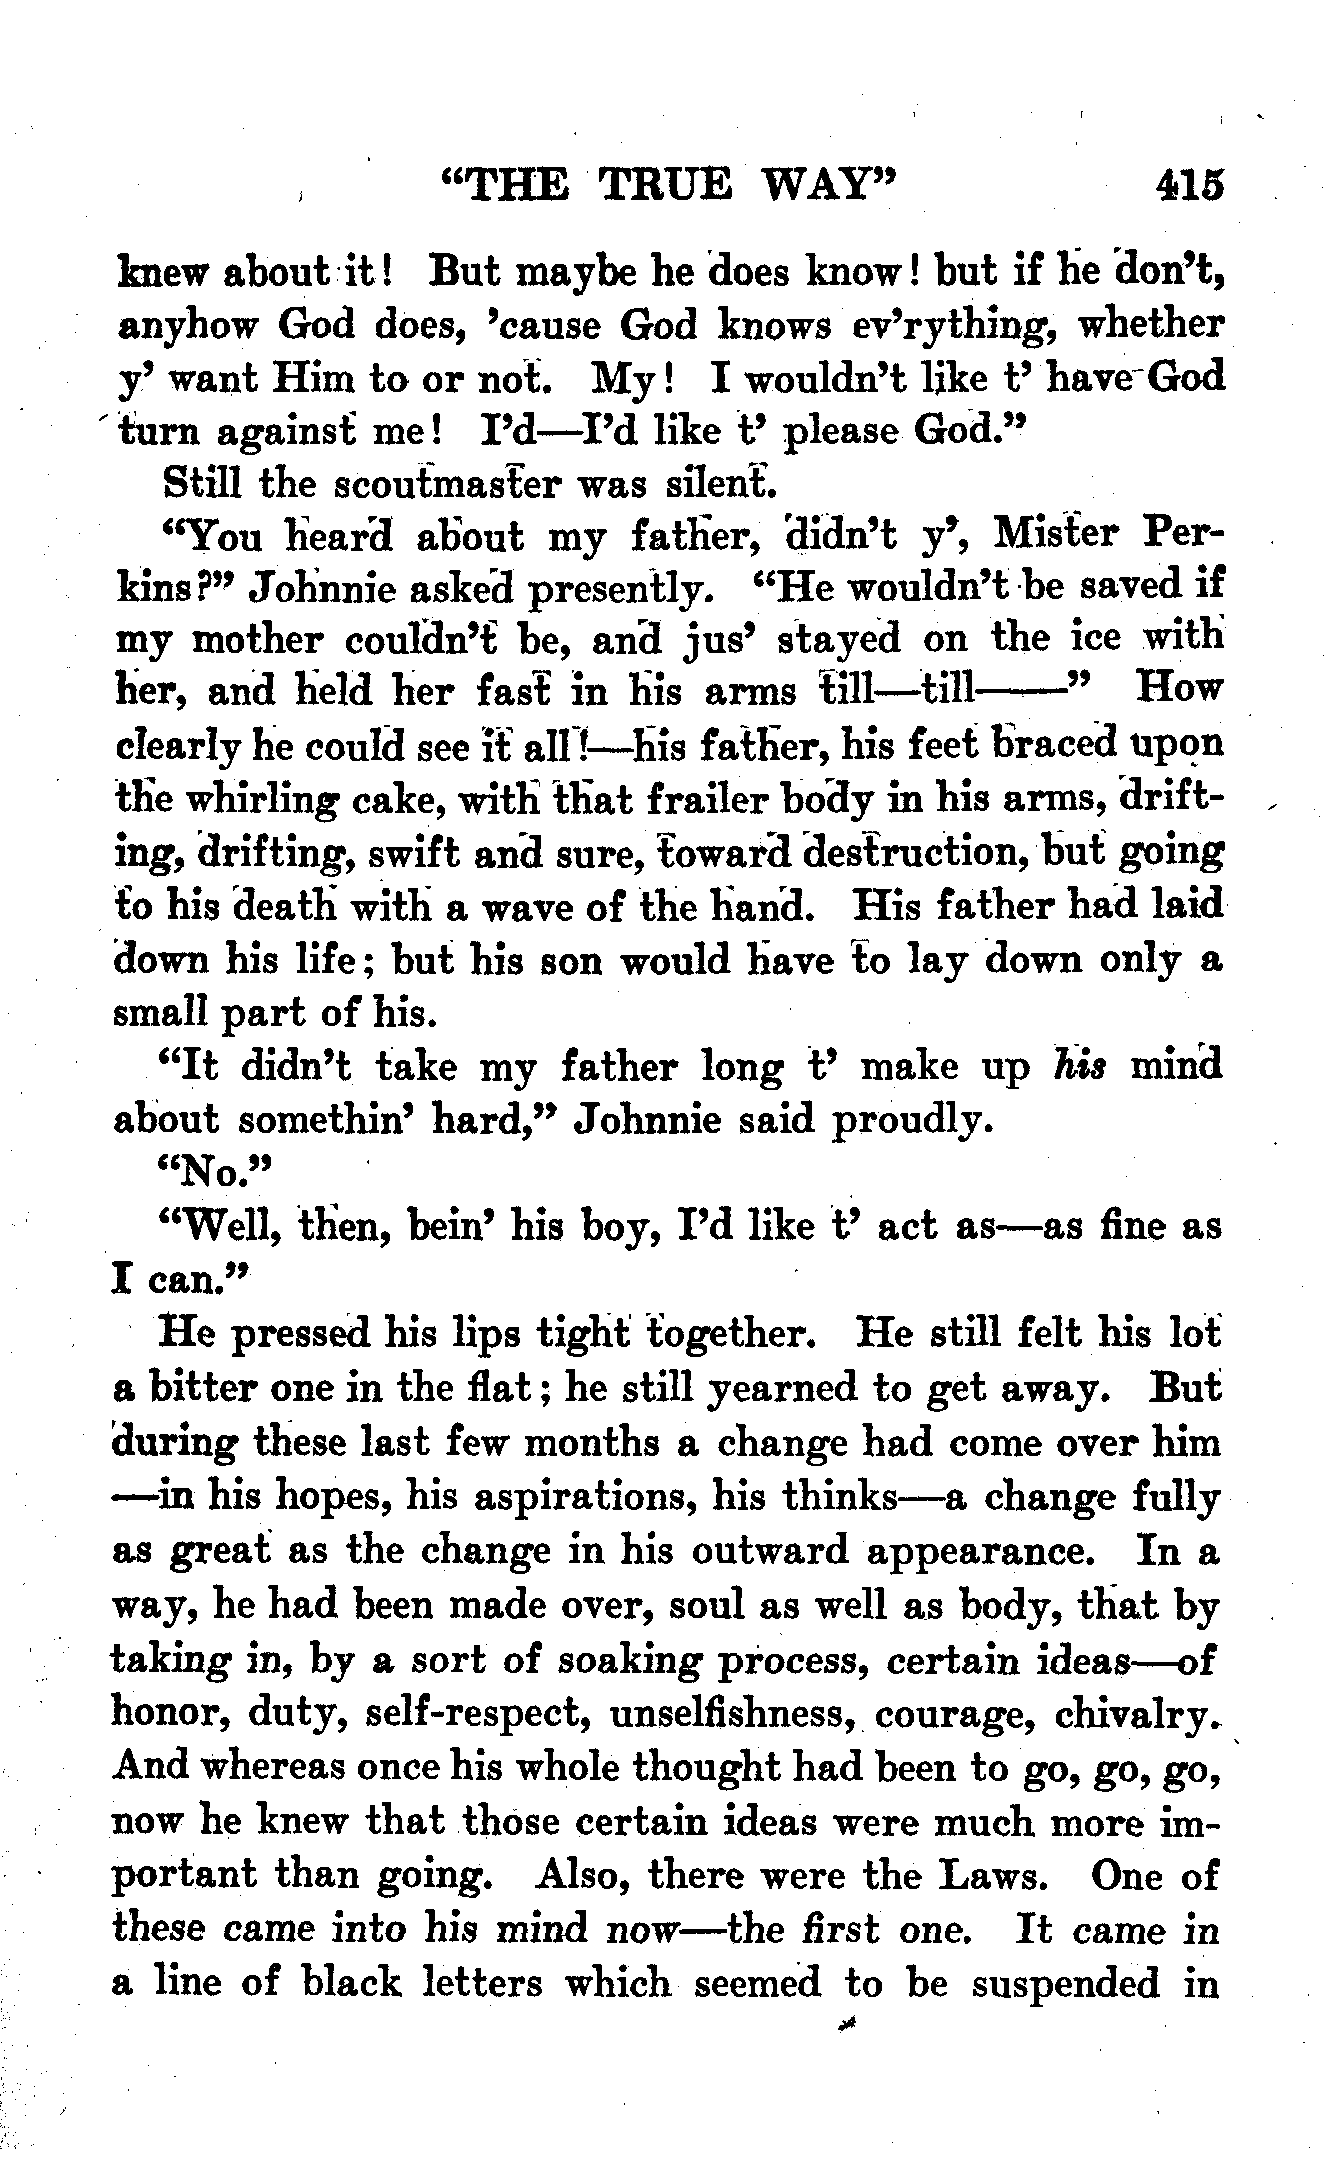 "THE TRUE WAY" 415
knew about it! But maybe he does know! but if he don't,
anyhow God does, 'cause God knows ev'rything, whether
y' want Him to or not. My! I wouldn't like t' have God
turn against me! I'd—I'd like t' please God."
Still the scoutmaster was silent.
"You heard about my father, didn't y', Mister Per-
kins?" Johnnie asked presently. "He wouldn't be saved if
my mother couldn't be, and jus' stayed on the ice with
her, and held her fast in his arms till—till——" How
clearly he could see it all!—his father, his feet braced upon
the whirling cake, with that frailer body in his arms, drift-
ing, drifting, swift and sure, toward destruction, but going
to his death with a wave of the hand. His father had laid
down his life; but his son would have to lay down only a
small part of his.
"It didn't take my father long t' make up his mind
about somethin' hard," Johnnie said proudly.
"No."
"Well, then, bein' his boy, I'd like t' act as—as fine as
I can."
He pressed his lips tight together. He still felt his lot
a bitter one in the flat; he still yearned to get away. But
during these last few months a change had come over him
—in his hopes, his aspirations, his thinks—a change fully
as great as the change in his outward appearance. In a
way, he had been made over, soul as well as body, that by
taking in, by a sort of soaking process, certain ideas—of
honor, duty, self-respect, unselfishness, courage, chivalry.
And whereas once his whole thought had been to go, go, go,
now he knew that those certain ideas were much more im-
portant than going. Also, there were the Laws. One of
these came into his mind now—the first one. It came in
a line of black letters which seemed to be suspended in